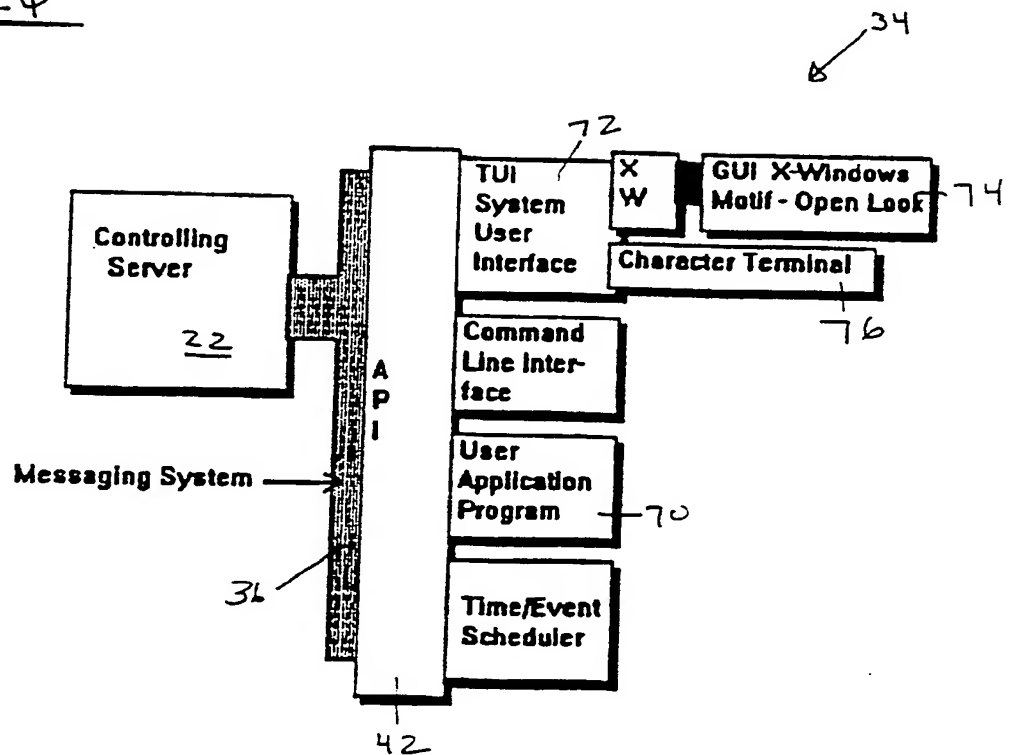 34
72
TUI
System
User
Interface
X
W
GUI X-Windows
Motif - Open Look
74
Character Terminal
76
Controlling
Server
22
A
P
I
Command
Line Inter-
face
Messaging System
User
Application
Program
70
36
Time/Event
Scheduler
42